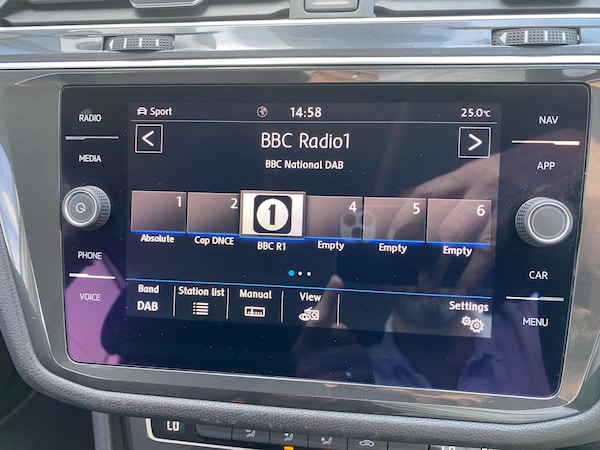 Sport 14:58 25.0°C
RADIO
MEDIA
PHONE
VOICE
NAV
APP
CAR
MENU
BBC Radio1
BBC National DAB
1 2 1 4 5 6
Absolute Cap DNCE BBC R1 Empty Empty Empty
Band Station list Manual View Settings
DAB
LO